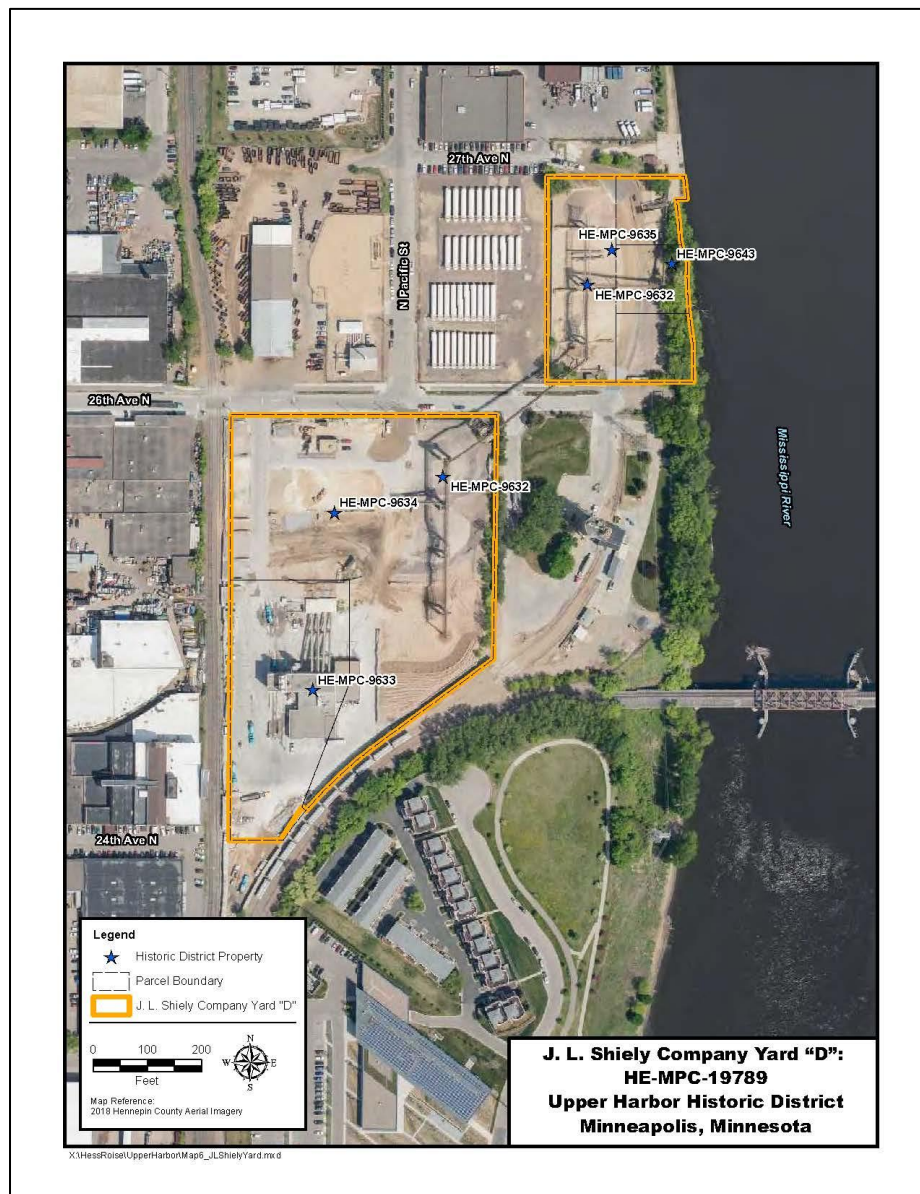 27th Ave N
HE-MPC-9635
HE-MPC-9643
HE-MPC-9632
N Pacific St
26th Ave N
Mississippi River
HE-MPC-9632
HE-MPC-9634
HE-MPC-9633
24th Ave N
Legend
Historic District Property
Parcel Boundary
J. L. Shiely Company Yard "D"
0 100 200
Feet
N
W E
S
Map Reference:
2018 Hennepin County Aerial Imagery
J. L. Shiely Company Yard “D”:
HE-MPC-19789
Upper Harbor Historic District
Minneapolis, Minnesota
X:\HessRoise\UpperHarbor\Map6_JLShielyYard.mxd